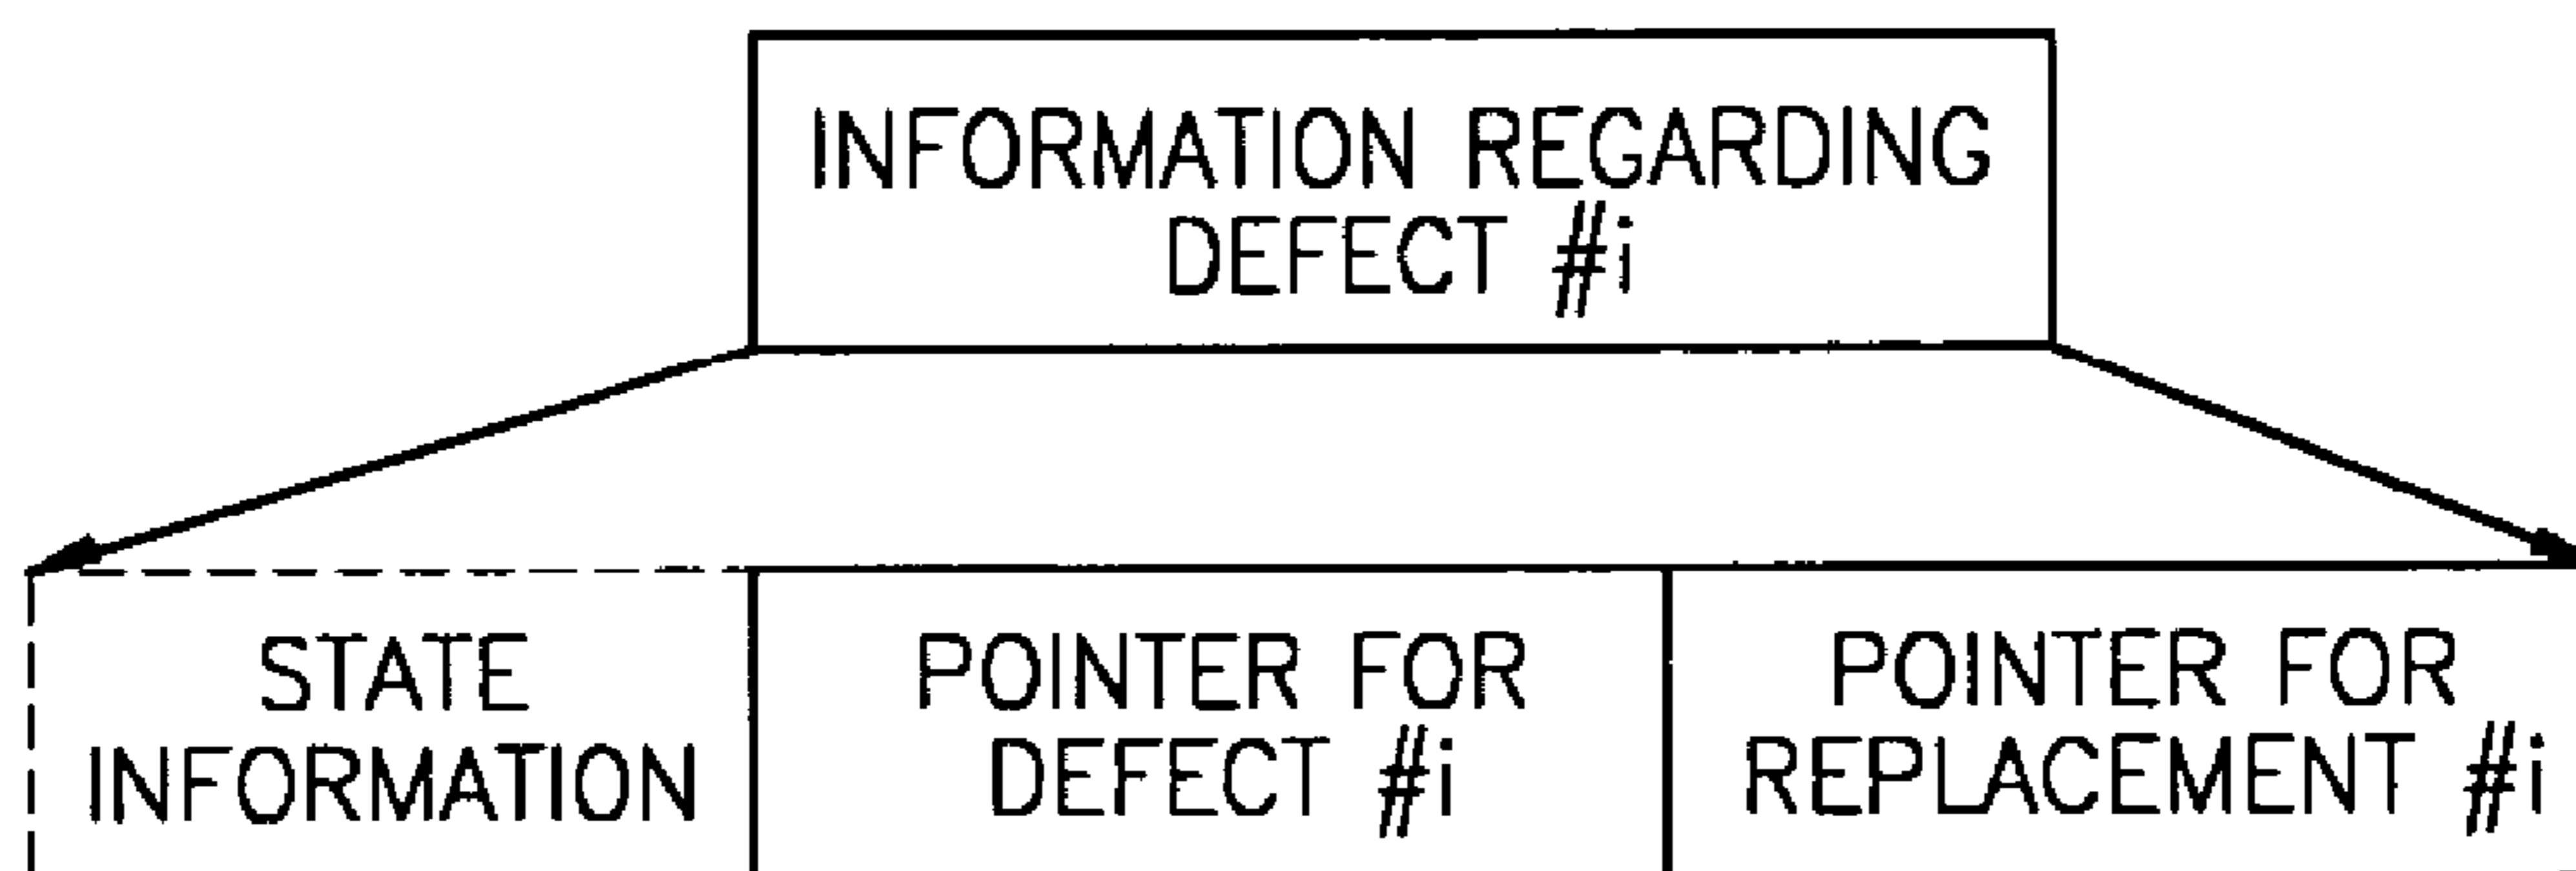 INFORMATION REGARDING
DEFECT #i
STATE
INFORMATION
POINTER FOR
DEFECT #i
POINTER FOR
REPLACEMENT #i